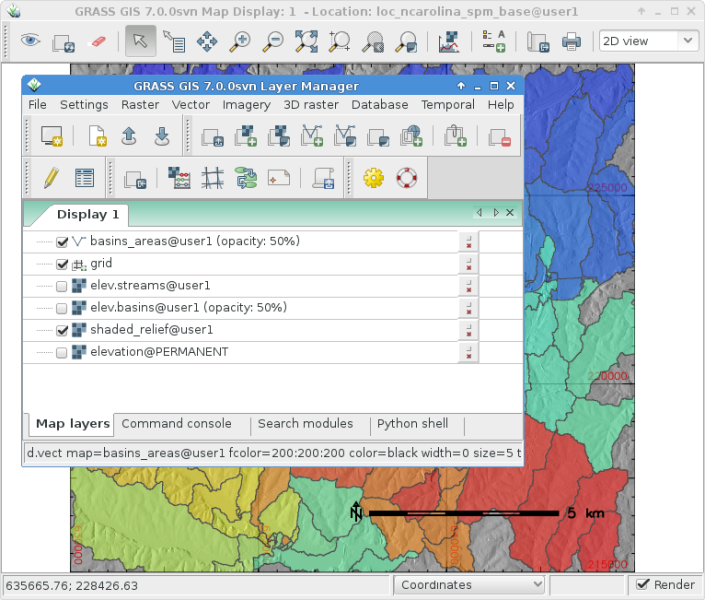 GRASS GIS 7.0.0svn Map Display: 1 - Location: loc_ncarolina_spm_base@user1
2D view
GRASS GIS 7.0.0svn Layer Manager
File Settings Raster Vector Imagery 3D raster Database Temporal Help
Display 1
basins_areas@user1 (opacity: 50%)
grid
elev.streams@user1
elev.basins@user1 (opacity: 50%)
shaded_relief@user1
elevation@PERMANENT
Map layers Command console Search modules Python shell
d.vect map=basins_areas@user1 fcolor=200:200:200 color=black width=0 size=5 t
225000
220000
N 5 km
215000
635665.76; 228426.63 Coordinates Render